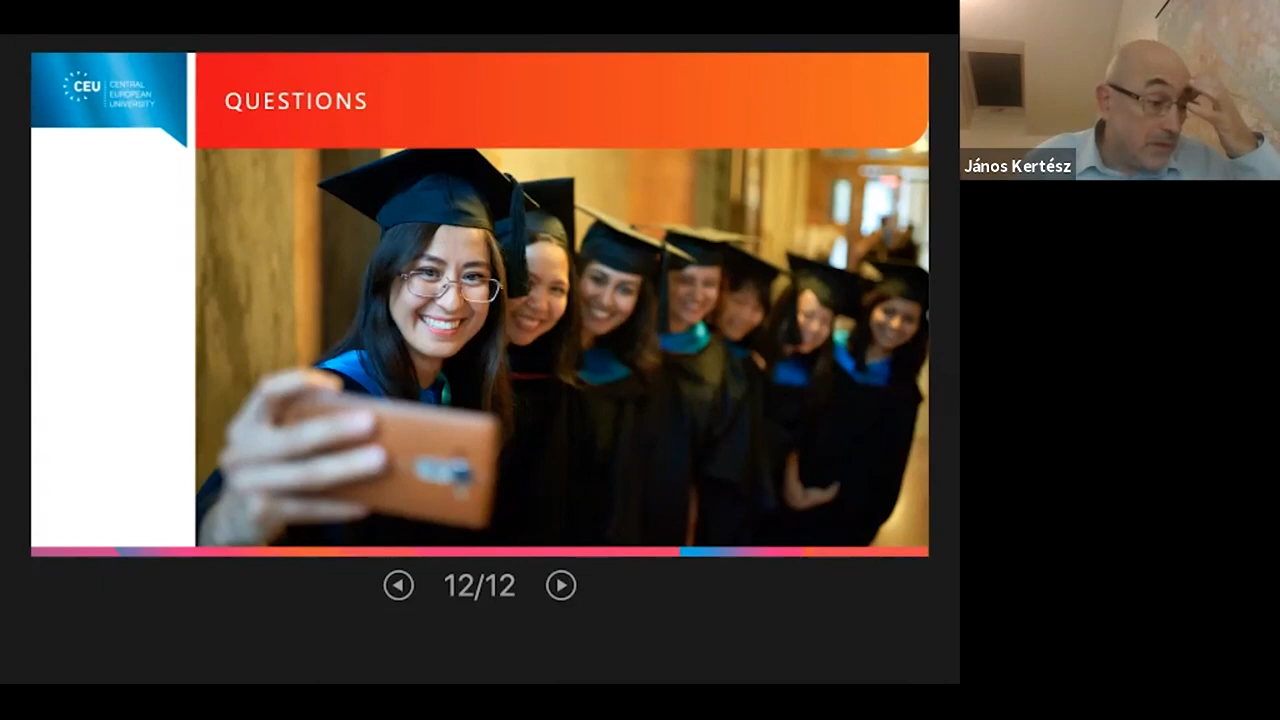 CEU
CENTRAL
EUROPEAN
UNIVERSITY
QUESTIONS
János Kertész
12/12